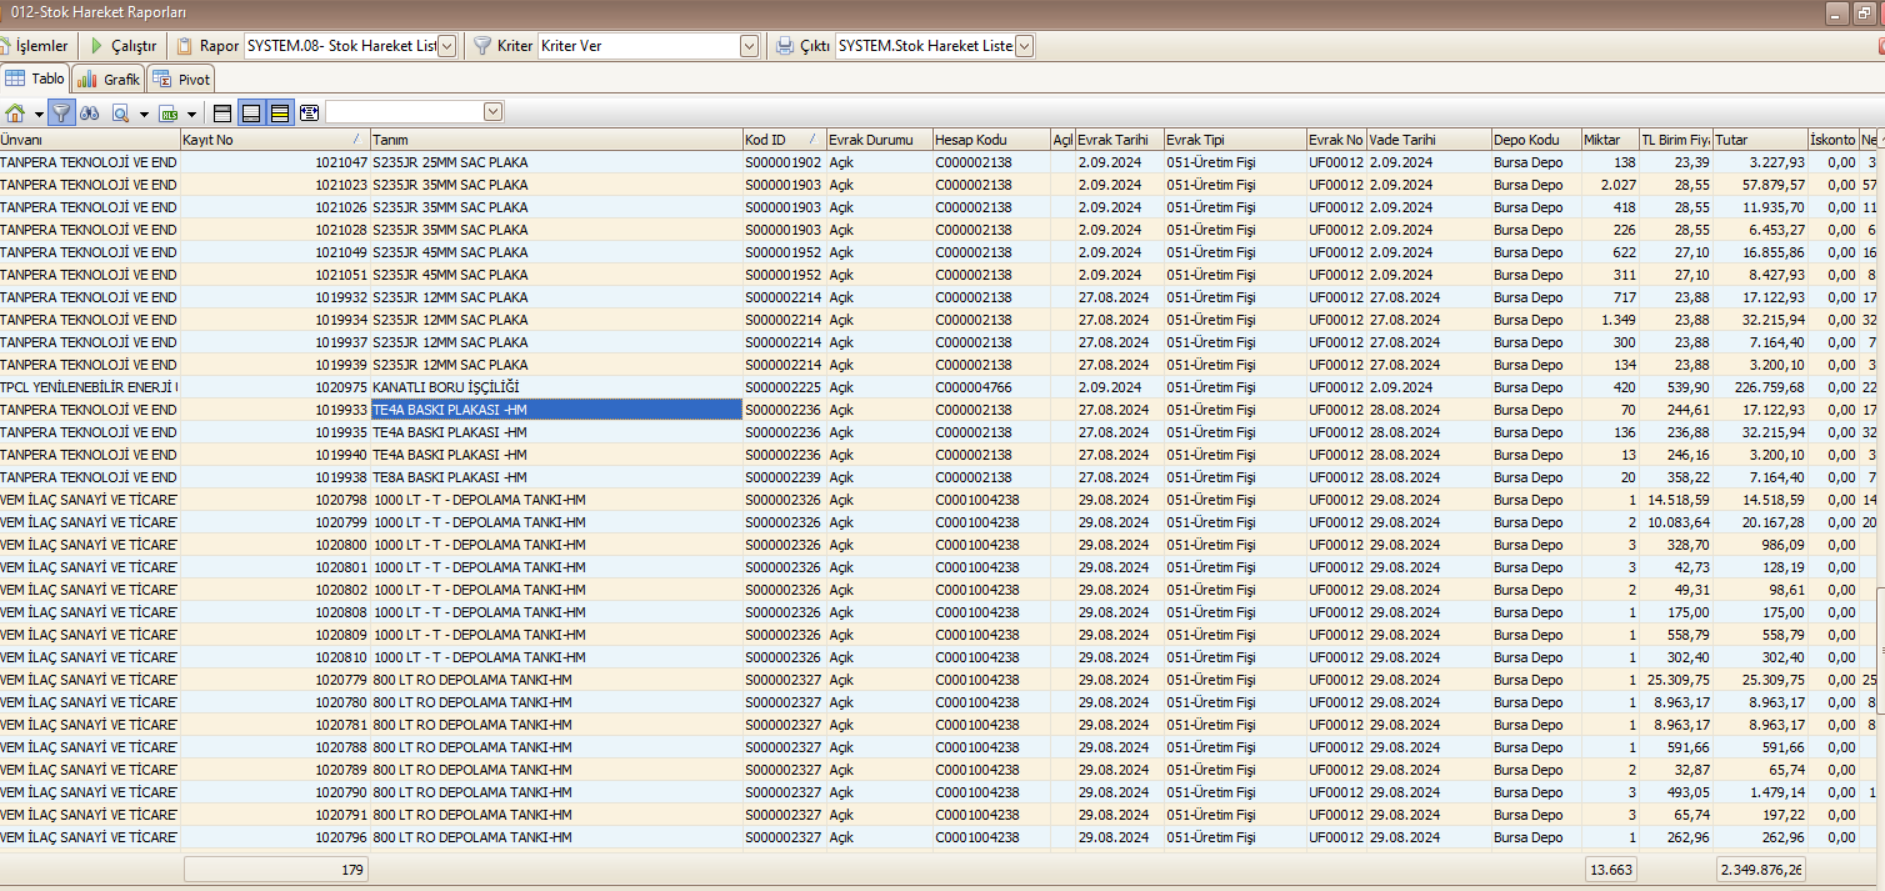 012-Stok Hareket Raporları
İşlemler Çalıştır Rapor SYSTEM.08- Stok Hareket List Kriter Kriter Ver Çıktı SYSTEM.Stok Hareket Liste
Tablo Grafik Pivot
Ünvanı Kayıt No Tanım Kod ID Evrak Durumu Hesap Kodu Açıl Evrak Tarihi Evrak Tipi Evrak No Vade Tarihi Depo Kodu Miktar TL Birim Fiy Tutar İskonto Ne
TANPERA TEKNOLOJİ VE END 1021047 S235JR 25MM SAC PLAKA S000001902 Açık C000002138 2.09.2024 051-Üretim Fişi UF00012 2.09.2024 Bursa Depo 138 23,39 3.227,93 0,00 3
TANPERA TEKNOLOJİ VE END 1021023 S235JR 35MM SAC PLAKA S000001903 Açık C000002138 2.09.2024 051-Üretim Fişi UF00012 2.09.2024 Bursa Depo 2.027 28,55 57.879,57 0,00 57
TANPERA TEKNOLOJİ VE END 1021026 S235JR 35MM SAC PLAKA S000001903 Açık C000002138 2.09.2024 051-Üretim Fişi UF00012 2.09.2024 Bursa Depo 418 28,55 11.935,70 0,00 11
TANPERA TEKNOLOJİ VE END 1021028 S235JR 35MM SAC PLAKA S000001903 Açık C000002138 2.09.2024 051-Üretim Fişi UF00012 2.09.2024 Bursa Depo 226 28,55 6.453,27 0,00 6
TANPERA TEKNOLOJİ VE END 1021049 S235JR 45MM SAC PLAKA S000001952 Açık C000002138 2.09.2024 051-Üretim Fişi UF00012 2.09.2024 Bursa Depo 622 27,10 16.855,86 0,00 16
TANPERA TEKNOLOJİ VE END 1021051 S235JR 45MM SAC PLAKA S000001952 Açık C000002138 2.09.2024 051-Üretim Fişi UF00012 2.09.2024 Bursa Depo 311 27,10 8.427,93 0,00 8
TANPERA TEKNOLOJİ VE END 1019932 S235JR 12MM SAC PLAKA S000002214 Açık C000002138 27.08.2024 051-Üretim Fişi UF00012 27.08.2024 Bursa Depo 717 23,88 17.122,93 0,00 17
TANPERA TEKNOLOJİ VE END 1019934 S235JR 12MM SAC PLAKA S000002214 Açık C000002138 27.08.2024 051-Üretim Fişi UF00012 27.08.2024 Bursa Depo 1.349 23,88 32.215,94 0,00 32
TANPERA TEKNOLOJİ VE END 1019937 S235JR 12MM SAC PLAKA S000002214 Açık C000002138 27.08.2024 051-Üretim Fişi UF00012 27.08.2024 Bursa Depo 300 23,88 7.164,40 0,00 7
TANPERA TEKNOLOJİ VE END 1019939 S235JR 12MM SAC PLAKA S000002214 Açık C000002138 27.08.2024 051-Üretim Fişi UF00012 27.08.2024 Bursa Depo 134 23,88 3.200,10 0,00 3
TPCL YENİLENEBİLİR ENERJİ 1020975 KANATLI BORU İŞÇİLİĞİ S000002225 Açık C000004766 2.09.2024 051-Üretim Fişi UF00012 2.09.2024 Bursa Depo 420 539,90 226.759,68 0,00 22
TANPERA TEKNOLOJİ VE END 1019933 TE4A BASKI PLAKASI -HM S000002236 Açık C000002138 27.08.2024 051-Üretim Fişi UF00012 28.08.2024 Bursa Depo 70 244,61 17.122,93 0,00 17
TANPERA TEKNOLOJİ VE END 1019935 TE4A BASKI PLAKASI -HM S000002236 Açık C000002138 27.08.2024 051-Üretim Fişi UF00012 28.08.2024 Bursa Depo 136 236,88 32.215,94 0,00 32
TANPERA TEKNOLOJİ VE END 1019940 TE4A BASKI PLAKASI -HM S000002236 Açık C000002138 27.08.2024 051-Üretim Fişi UF00012 28.08.2024 Bursa Depo 13 246,16 3.200,10 0,00 3
TANPERA TEKNOLOJİ VE END 1019938 TE8A BASKI PLAKASI -HM S000002239 Açık C000002138 27.08.2024 051-Üretim Fişi UF00012 28.08.2024 Bursa Depo 20 358,22 7.164,40 0,00 7
VEM İLAÇ SANAYİ VE TİCARET 1020798 1000 LT - T - DEPOLAMA TANKI-HM S000002326 Açık C0001004238 29.08.2024 051-Üretim Fişi UF00012 29.08.2024 Bursa Depo 1 14.518,59 14.518,59 0,00 14
VEM İLAÇ SANAYİ VE TİCARET 1020799 1000 LT - T - DEPOLAMA TANKI-HM S000002326 Açık C0001004238 29.08.2024 051-Üretim Fişi UF00012 29.08.2024 Bursa Depo 2 10.083,64 20.167,28 0,00 20
VEM İLAÇ SANAYİ VE TİCARET 1020800 1000 LT - T - DEPOLAMA TANKI-HM S000002326 Açık C0001004238 29.08.2024 051-Üretim Fişi UF00012 29.08.2024 Bursa Depo 3 328,70 986,09 0,00
VEM İLAÇ SANAYİ VE TİCARET 1020801 1000 LT - T - DEPOLAMA TANKI-HM S000002326 Açık C0001004238 29.08.2024 051-Üretim Fişi UF00012 29.08.2024 Bursa Depo 3 42,73 128,19 0,00
VEM İLAÇ SANAYİ VE TİCARET 1020802 1000 LT - T - DEPOLAMA TANKI-HM S000002326 Açık C0001004238 29.08.2024 051-Üretim Fişi UF00012 29.08.2024 Bursa Depo 2 49,31 98,61 0,00
VEM İLAÇ SANAYİ VE TİCARET 1020808 1000 LT - T - DEPOLAMA TANKI-HM S000002326 Açık C0001004238 29.08.2024 051-Üretim Fişi UF00012 29.08.2024 Bursa Depo 1 175,00 175,00 0,00
VEM İLAÇ SANAYİ VE TİCARET 1020809 1000 LT - T - DEPOLAMA TANKI-HM S000002326 Açık C0001004238 29.08.2024 051-Üretim Fişi UF00012 29.08.2024 Bursa Depo 1 558,79 558,79 0,00
VEM İLAÇ SANAYİ VE TİCARET 1020810 1000 LT - T - DEPOLAMA TANKI-HM S000002326 Açık C0001004238 29.08.2024 051-Üretim Fişi UF00012 29.08.2024 Bursa Depo 1 302,40 302,40 0,00
VEM İLAÇ SANAYİ VE TİCARET 1020779 800 LT RO DEPOLAMA TANKI-HM S000002327 Açık C0001004238 29.08.2024 051-Üretim Fişi UF00012 29.08.2024 Bursa Depo 1 25.309,75 25.309,75 0,00 25
VEM İLAÇ SANAYİ VE TİCARET 1020780 800 LT RO DEPOLAMA TANKI-HM S000002327 Açık C0001004238 29.08.2024 051-Üretim Fişi UF00012 29.08.2024 Bursa Depo 1 8.963,17 8.963,17 0,00 8
VEM İLAÇ SANAYİ VE TİCARET 1020781 800 LT RO DEPOLAMA TANKI-HM S000002327 Açık C0001004238 29.08.2024 051-Üretim Fişi UF00012 29.08.2024 Bursa Depo 1 8.963,17 8.963,17 0,00 8
VEM İLAÇ SANAYİ VE TİCARET 1020788 800 LT RO DEPOLAMA TANKI-HM S000002327 Açık C0001004238 29.08.2024 051-Üretim Fişi UF00012 29.08.2024 Bursa Depo 1 591,66 591,66 0,00
VEM İLAÇ SANAYİ VE TİCARET 1020789 800 LT RO DEPOLAMA TANKI-HM S000002327 Açık C0001004238 29.08.2024 051-Üretim Fişi UF00012 29.08.2024 Bursa Depo 2 32,87 65,74 0,00
VEM İLAÇ SANAYİ VE TİCARET 1020790 800 LT RO DEPOLAMA TANKI-HM S000002327 Açık C0001004238 29.08.2024 051-Üretim Fişi UF00012 29.08.2024 Bursa Depo 3 493,05 1.479,14 0,00 1
VEM İLAÇ SANAYİ VE TİCARET 1020791 800 LT RO DEPOLAMA TANKI-HM S000002327 Açık C0001004238 29.08.2024 051-Üretim Fişi UF00012 29.08.2024 Bursa Depo 3 65,74 197,22 0,00
VEM İLAÇ SANAYİ VE TİCARET 1020796 800 LT RO DEPOLAMA TANKI-HM S000002327 Açık C0001004238 29.08.2024 051-Üretim Fişi UF00012 29.08.2024 Bursa Depo 1 262,96 262,96 0,00
179 13.663 2.349.876,26